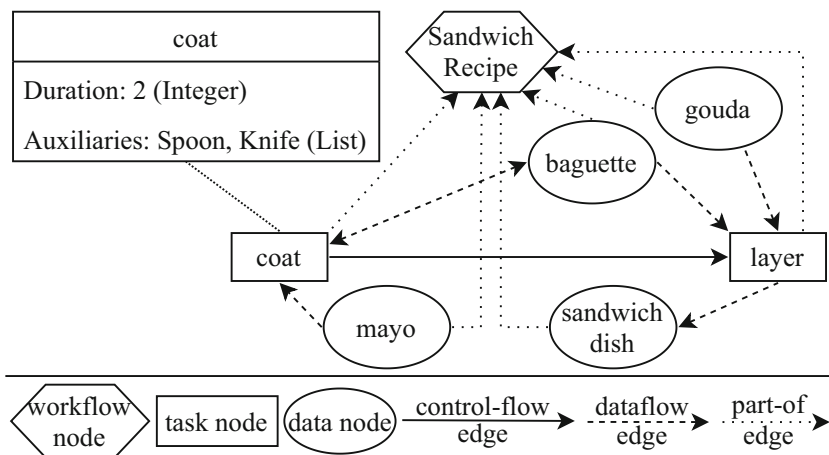 coat
Duration: 2 (Integer)
Auxiliaries: Spoon, Knife (List)
Sandwich
Recipe
gouda
baguette
coat
layer
mayo
sandwich
dish
workflow
node
task node
data node
control-flow
edge
dataflow
edge
part-of
edge